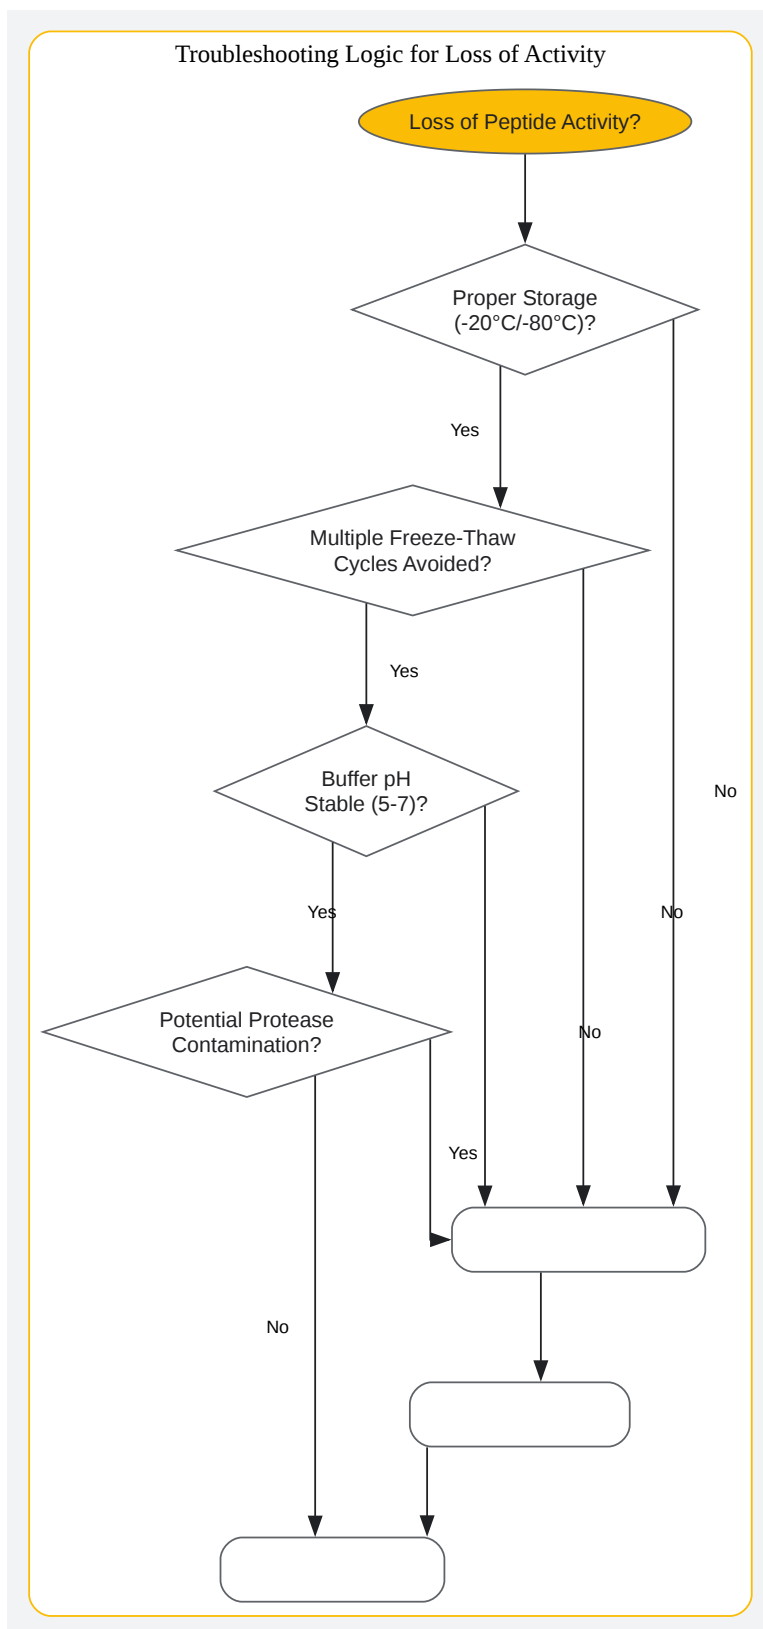 Troubleshooting Logic for Loss of Activity
Loss of Peptide Activity?
Proper Storage
(-20°C/-80°C)?
Yes
Multiple Freeze-Thaw
Cycles Avoided?
Yes
Buffer pH
Stable (5-7)?
No
Yes
No
Potential Protease
Contamination?
No
Yes
No